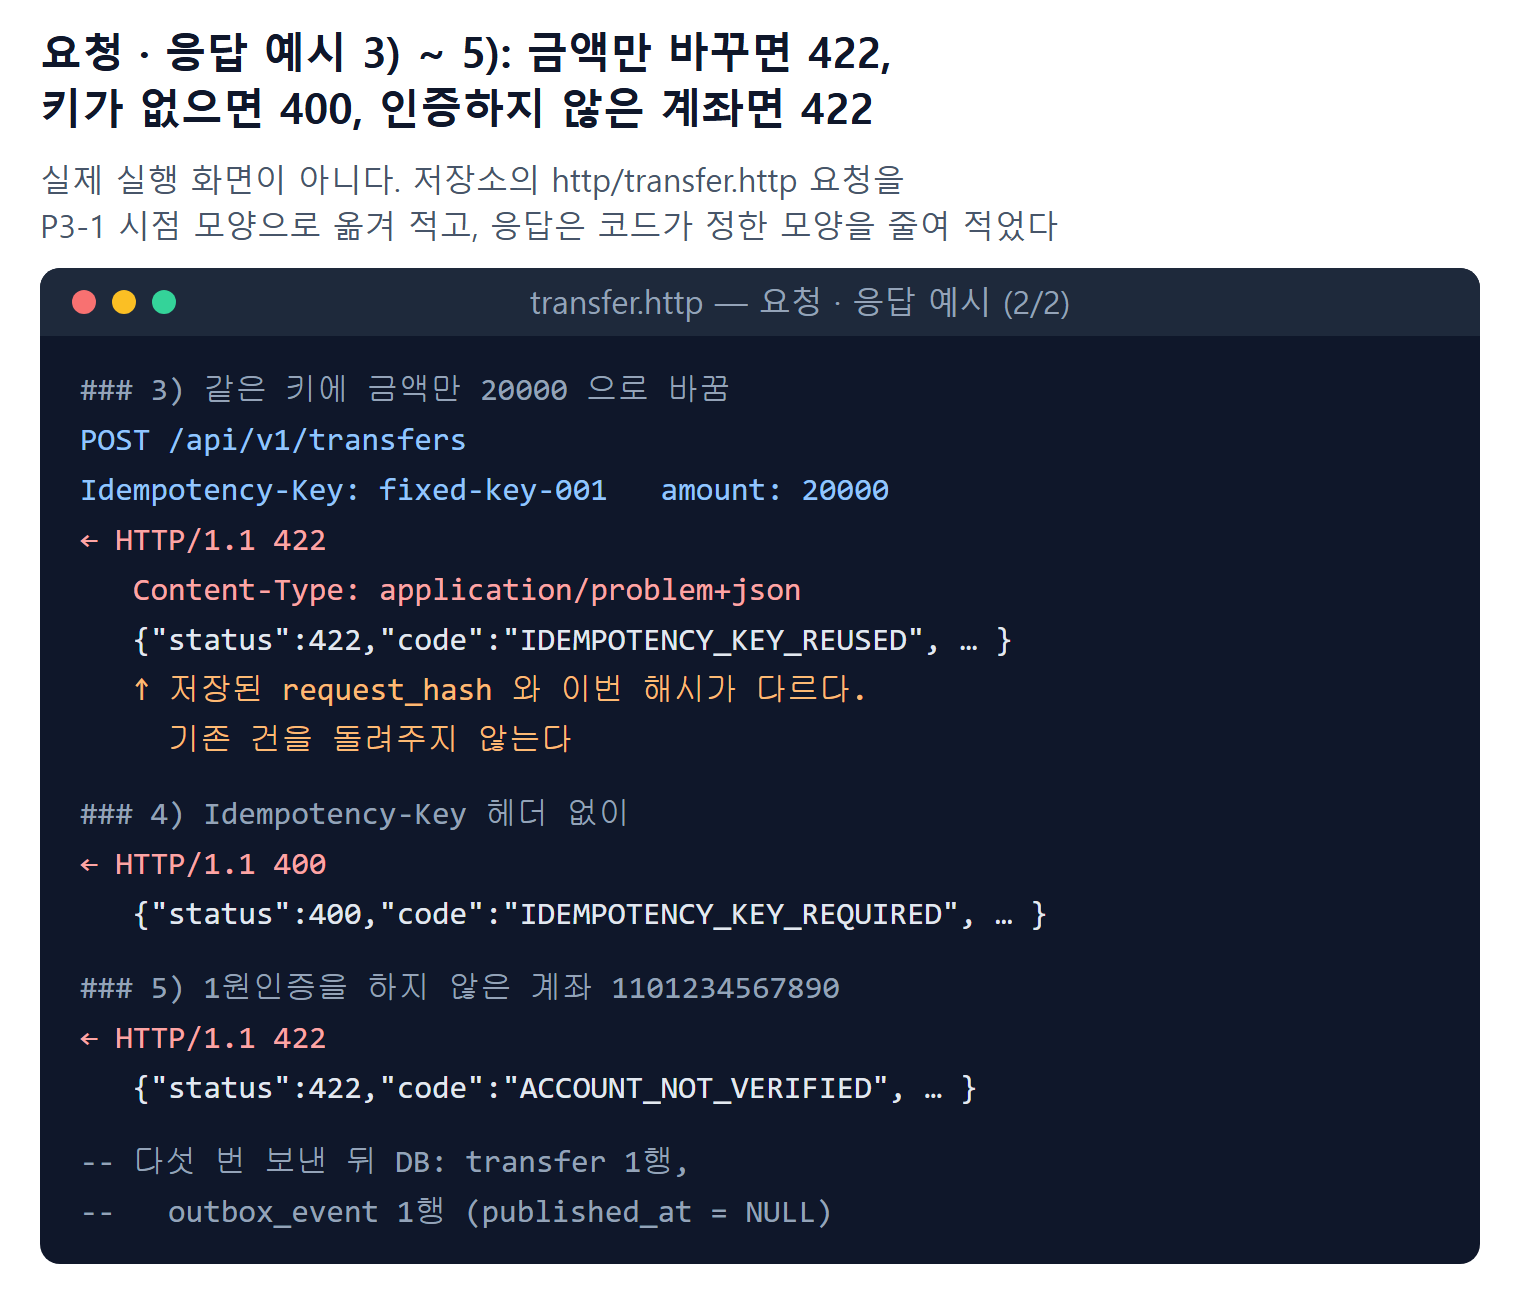 요청 · 응답 예시 3) ~ 5): 금액만 바꾸면 422,
키가 없으면 400, 인증하지 않은 계좌면 422
실제 실행 화면이 아니다. 저장소의 http/transfer.http 요청을
P3-1 시점 모양으로 옮겨 적고, 응답은 코드가 정한 모양을 줄여 적었다
transfer.http — 요청 · 응답 예시 (2/2)
### 3) 같은 키에 금액만 20000 으로 바꿈
POST /api/v1/transfers
Idempotency-Key: fixed-key-001   amount: 20000
← HTTP/1.1 422
Content-Type: application/problem+json
{"status":422,"code":"IDEMPOTENCY_KEY_REUSED", … }
↑ 저장된 request_hash 와 이번 해시가 다르다.
기존 건을 돌려주지 않는다
### 4) Idempotency-Key 헤더 없이
← HTTP/1.1 400
{"status":400,"code":"IDEMPOTENCY_KEY_REQUIRED", … }
### 5) 1원인증을 하지 않은 계좌 1101234567890
← HTTP/1.1 422
{"status":422,"code":"ACCOUNT_NOT_VERIFIED", … }
-- 다섯 번 보낸 뒤 DB: transfer 1행,
--   outbox_event 1행 (published_at = NULL)